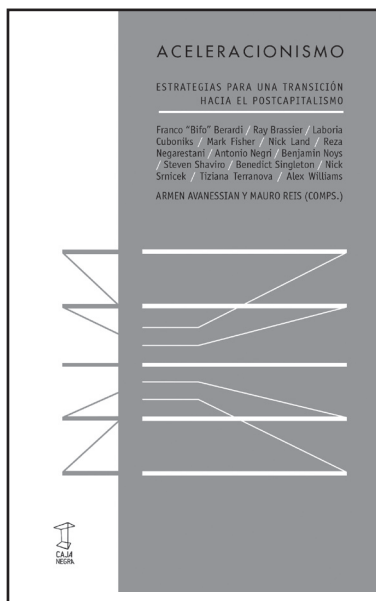 ACELERACIONISMO
ESTRATEGIAS PARA UNA TRANSICIÓN
HACIA EL POSTCAPITALISMO
Franco "Bifo" Berardi / Ray Brassier / Laboria
Cuboniks / Mark Fisher / Nick Land / Reza
Negarestani / Antonio Negri / Benjamin Noys
/ Steven Shaviro / Benedict Singleton / Nick
Srnicek / Tiziana Terranova / Alex Williams
ARMEN AVANESSIAN Y MAURO REIS (COMPS.)
CAJA
NEGRA